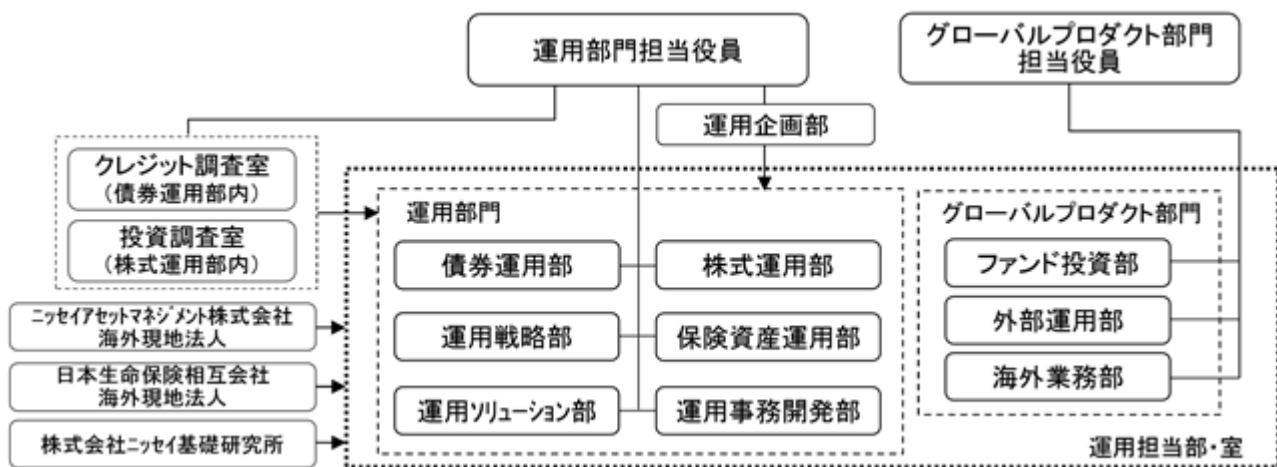 運用部門担当役員
グローバルプロダクト部門
担当役員
運用企画部
クレジット調査室
(債券運用部内)
投資調査室
(株式運用部内)
ニッセイアセットマネジメント株式会社
海外現地法人
日本生命保険相互会社
海外現地法人
株式会社ニッセイ基礎研究所
運用部門
債券運用部
株式運用部
運用戦略部
保険資産運用部
運用ソリューション部
運用事務開発部
グローバルプロダクト部門
ファンド投資部
外部運用部
海外業務部
運用担当部・室